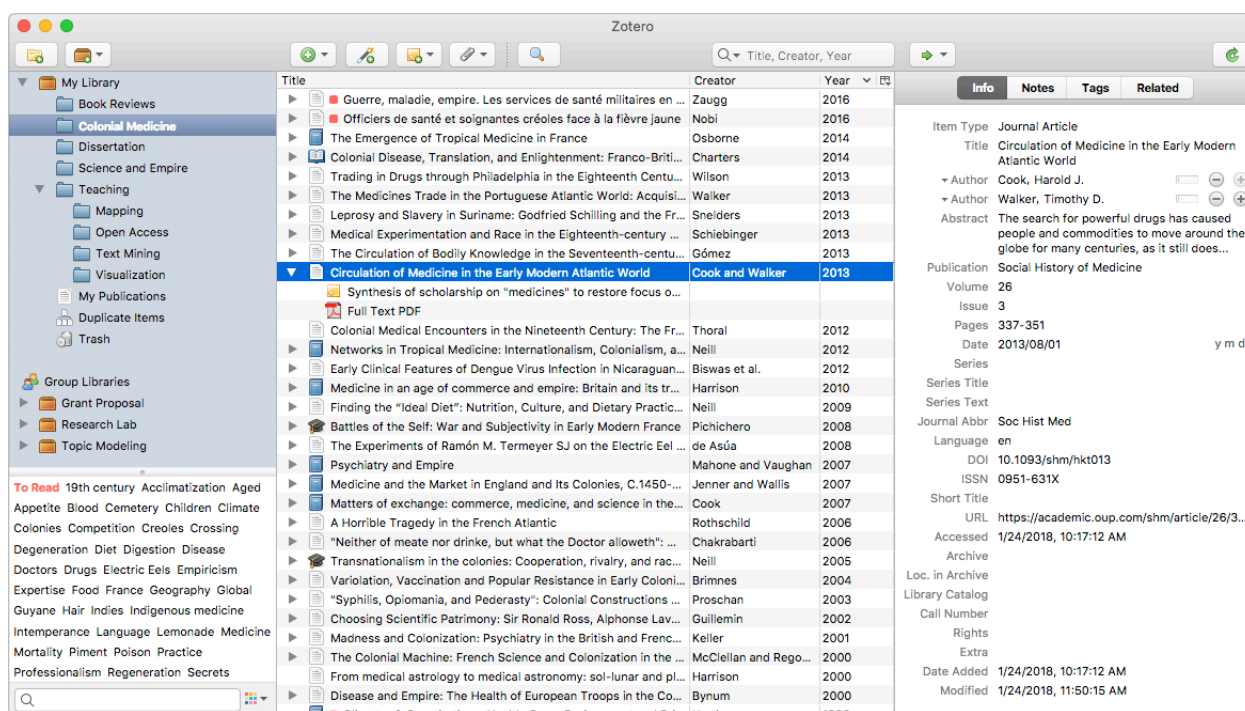 Zotero
Title, Creator, Year
My Library
Book Reviews
Colonial Medicine
Dissertation
Science and Empire
Teaching
Mapping
Open Access
Text Mining
Visualization
My Publications
Duplicate Items
Trash
Group Libraries
Grant Proposal
Research Lab
Topic Modeling
To Read 19th century Acclimatization Aged
Appetite Blood Cemetery Children Climate
Colonies Competition Creoles Crossing
Degeneration Diet Digestion Disease
Doctors Drugs Electric Eels Empiricism
Expertise Food France Geography Global
Guyane Hair Indies Indigenous medicine
Intemperance Language Lemonade Medicine
Mortality Piment Poison Practice
Professionalism Regeneration Secrets
Title Creator Year
Guerre, maladie, empire. Les services de santé militaires en ... Zaugg 2016
Officiers de santé et soignantes créoles face à la fièvre jaune Nobi 2016
The Emergence of Tropical Medicine in France Osborne 2014
Colonial Disease, Translation, and Enlightenment: Franco-Briti... Charters 2014
Trading in Drugs through Philadelphia in the Eighteenth Centu... Wilson 2013
The Medicines Trade in the Portuguese Atlantic World: Acquisi... Walker 2013
Leprosy and Slavery in Suriname: Godfried Schilling and the Fr... Snelders 2013
Medical Experimentation and Race in the Eighteenth-century ... Schiebinger 2013
The Circulation of Bodily Knowledge in the Seventeenth-centu... Gómez 2013
Circulation of Medicine in the Early Modern Atlantic World Cook and Walker 2013
Synthesis of scholarship on "medicines" to restore focus o...
Full Text PDF
Colonial Medical Encounters in the Nineteenth Century: The Fr... Thoral 2012
Networks in Tropical Medicine: Internationalism, Colonialism, a... Neill 2012
Early Clinical Features of Dengue Virus Infection in Nicaraguan... Biswas et al. 2012
Medicine in an age of commerce and empire: Britain and its tr... Harrison 2010
Finding the “Ideal Diet”: Nutrition, Culture, and Dietary Practic... Neill 2009
Battles of the Self: War and Subjectivity in Early Modern France Pichichero 2008
The Experiments of Ramón M. Termeyer SJ on the Electric Eel ... de Asúa 2008
Psychiatry and Empire Mahone and Vaughan 2007
Medicine and the Market in England and Its Colonies, C.1450-... Jenner and Wallis 2007
Matters of exchange: commerce, medicine, and science in the... Cook 2007
A Horrible Tragedy in the French Atlantic Rothschild 2006
"Neither of meate nor drinke, but what the Doctor alloweth": ... Chakrabarti 2006
Transnationalism in the colonies: Cooperation, rivalry, and rac... Neill 2005
Variolation, Vaccination and Popular Resistance in Early Coloni... Brimnes 2004
"Syphilis, Opiomania, and Pederasty": Colonial Constructions ... Proschan 2003
Choosing Scientific Patrimony: Sir Ronald Ross, Alphonse Lav... Guillemin 2002
Madness and Colonization: Psychiatry in the British and Frenc... Keller 2001
The Colonial Machine: French Science and Colonization in the ... McClellan and Rego... 2000
From medical astrology to medical astronomy: sol-lunar and pl... Harrison 2000
Disease and Empire: The Health of European Troops in the Co... Bynum 2000
Info Notes Tags Related
Item Type Journal Article
Title Circulation of Medicine in the Early Modern
Atlantic World
Author Cook, Harold J.
Author Walker, Timothy D.
Abstract The search for powerful drugs has caused
people and commodities to move around the
globe for many centuries, as it still does...
Publication Social History of Medicine
Volume 26
Issue 3
Pages 337-351
Date 2013/08/01 y m d
Series
Series Title
Series Text
Journal Abbr Soc Hist Med
Language en
DOI 10.1093/shm/hkt013
ISSN 0951-631X
Short Title
URL https://academic.oup.com/shm/article/26/3...
Accessed 1/24/2018, 10:17:12 AM
Archive
Loc. in Archive
Library Catalog
Call Number
Rights
Extra
Date Added 1/24/2018, 10:17:12 AM
Modified 1/24/2018, 11:50:15 AM